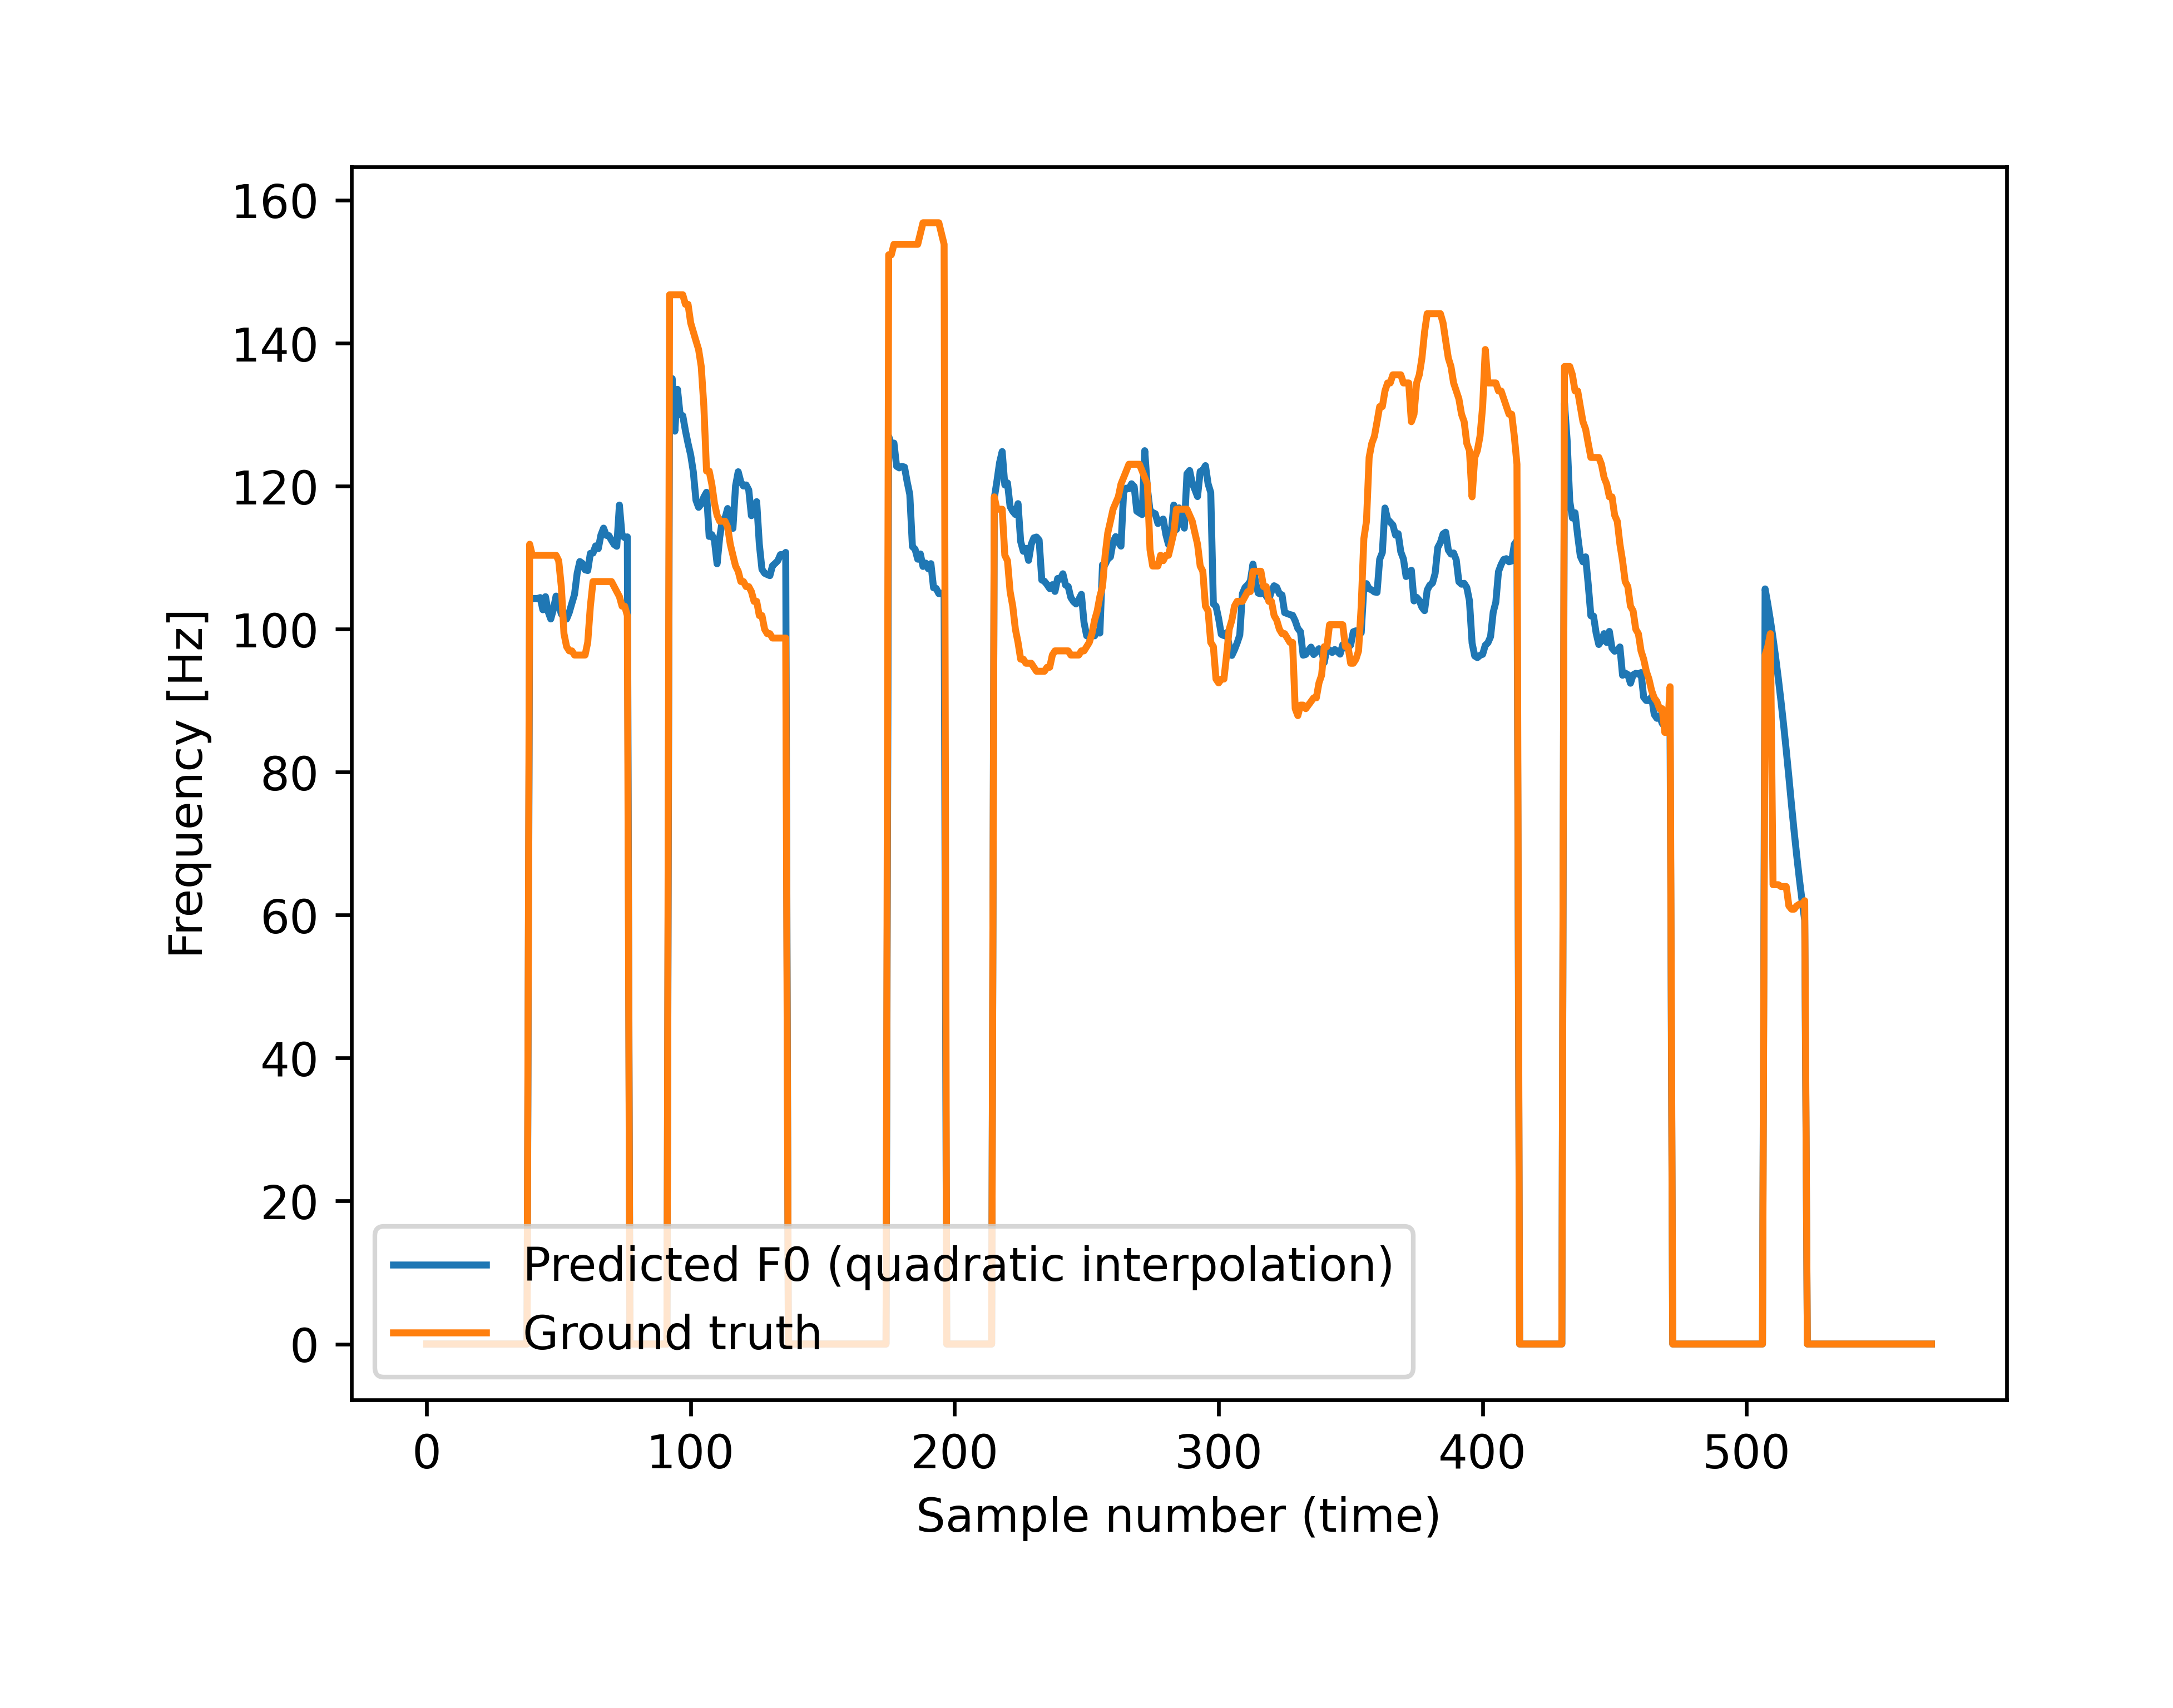 160
140
120
100
80
60
40
20
0
Frequency [Hz]
Predicted F0 (quadratic interpolation)
Ground truth
0 100 200 300 400 500
Sample number (time)